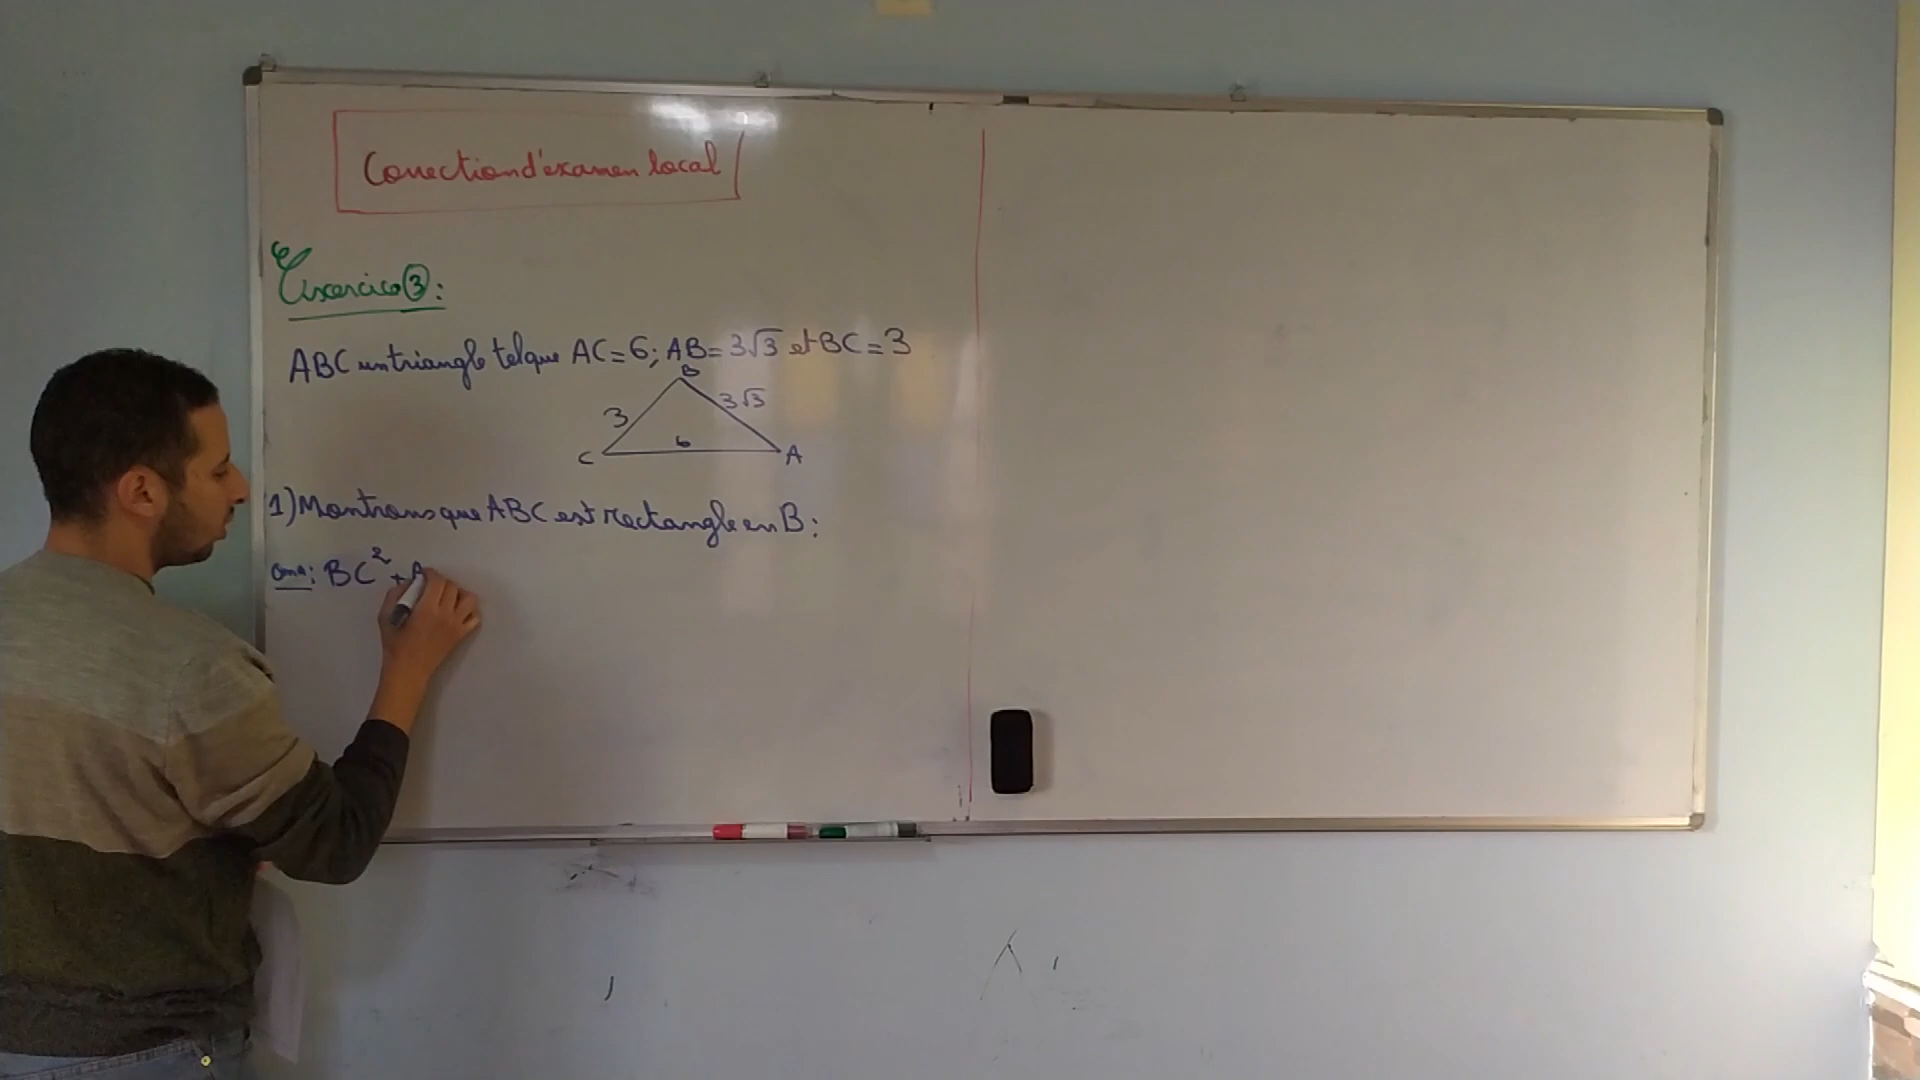 Correction d'examen local
Exercice 3 :
ABC un triangle tel que AC = 6 ; AB = 3√3 et BC = 3
B
3
3√3
6
C
A
1) Montrons que ABC est rectangle en B :
on a : BC² + A